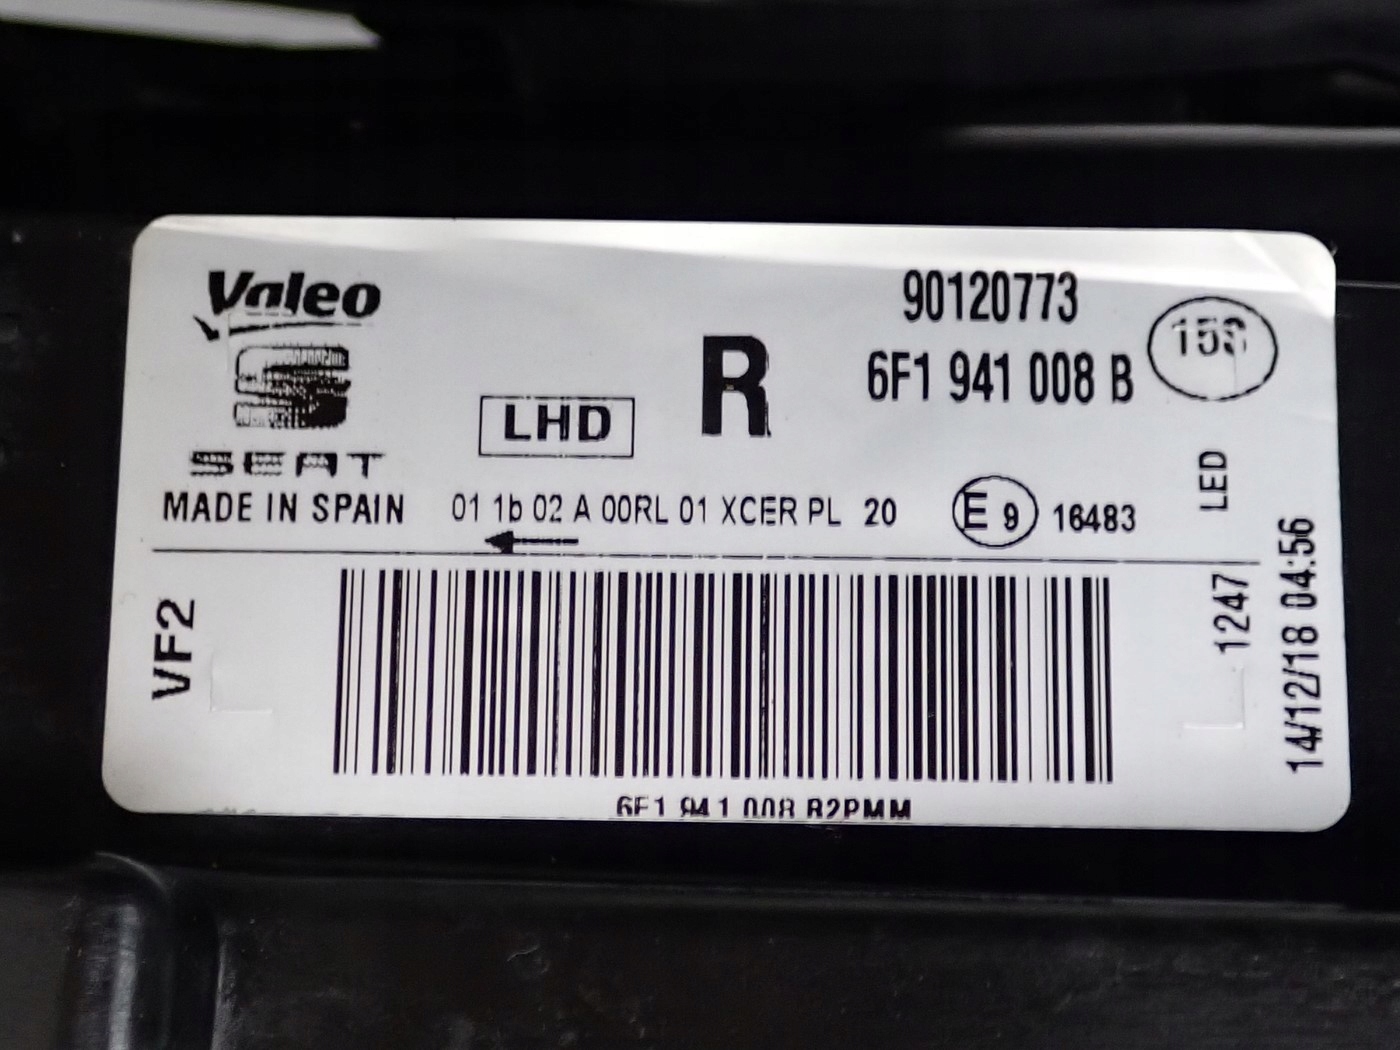 Valeo
90120773
15S
R
6F1 941 008 B
LHD
SEAT
MADE IN SPAIN
01 1b 02 A 00RL 01 XCER PL 20
E 9 16483
LED
VF2
1247
14/12/18 04:56
6F1 941 008 B2PMM